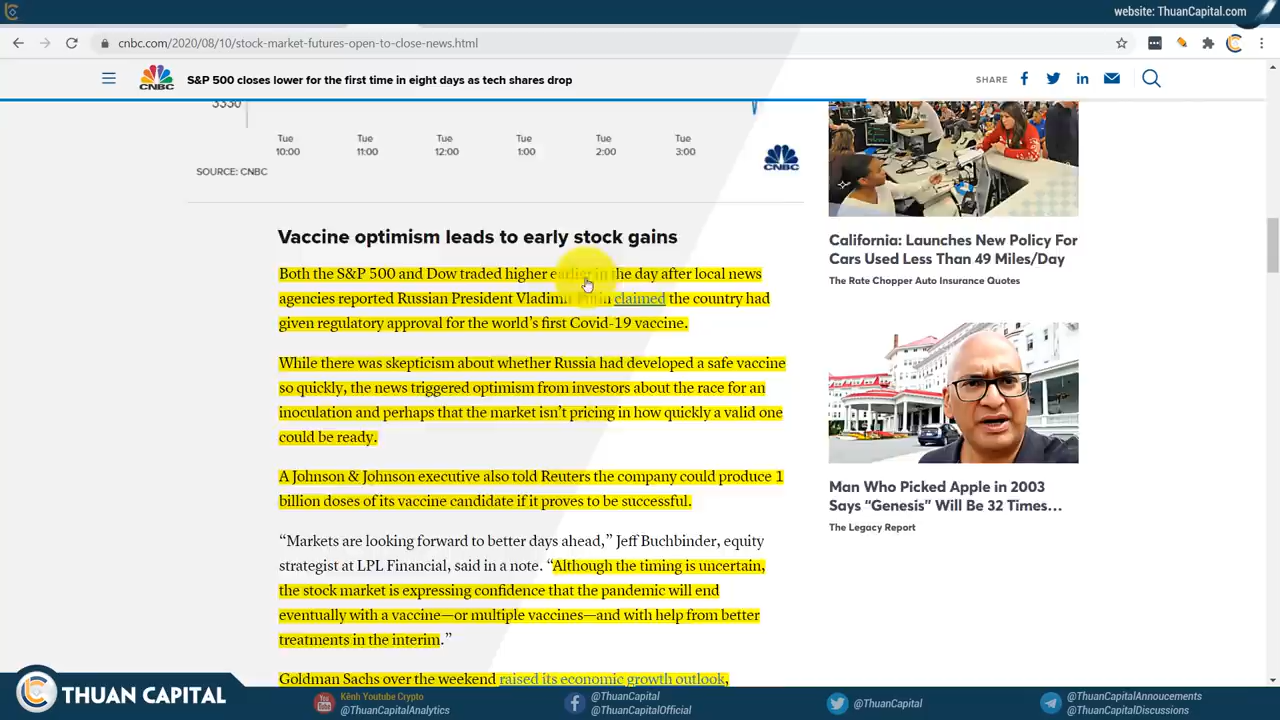 website: ThuanCapital.com
cnbc.com/2020/08/10/stock-market-futures-open-to-close-news.html
CNBC
S&P 500 closes lower for the first time in eight days as tech shares drop
SHARE
3330
Tue Tue Tue Tue Tue Tue
10:00 11:00 12:00 1:00 2:00 3:00
SOURCE: CNBC
CNBC
Vaccine optimism leads to early stock gains
Both the S&P 500 and Dow traded higher earlier in the day after local news
agencies reported Russian President Vladimir Putin claimed the country had
given regulatory approval for the world’s first Covid-19 vaccine.
While there was skepticism about whether Russia had developed a safe vaccine
so quickly, the news triggered optimism from investors about the race for an
inoculation and perhaps that the market isn’t pricing in how quickly a valid one
could be ready.
A Johnson & Johnson executive also told Reuters the company could produce 1
billion doses of its vaccine candidate if it proves to be successful.
“Markets are looking forward to better days ahead,” Jeff Buchbinder, equity
strategist at LPL Financial, said in a note. “Although the timing is uncertain,
the stock market is expressing confidence that the pandemic will end
eventually with a vaccine—or multiple vaccines—and with help from better
treatments in the interim.”
Goldman Sachs over the weekend raised its economic growth outlook,
California: Launches New Policy For
Cars Used Less Than 49 Miles/Day
The Rate Chopper Auto Insurance Quotes
Man Who Picked Apple in 2003
Says “Genesis” Will Be 32 Times…
The Legacy Report
THUAN CAPITAL
Kênh Youtube Crypto
@ThuanCapitalAnalytics
@ThuanCapital
@ThuanCapitalOfficial
@ThuanCapital
@ThuanCapitalAnnoucements
@ThuanCapitalDiscussions